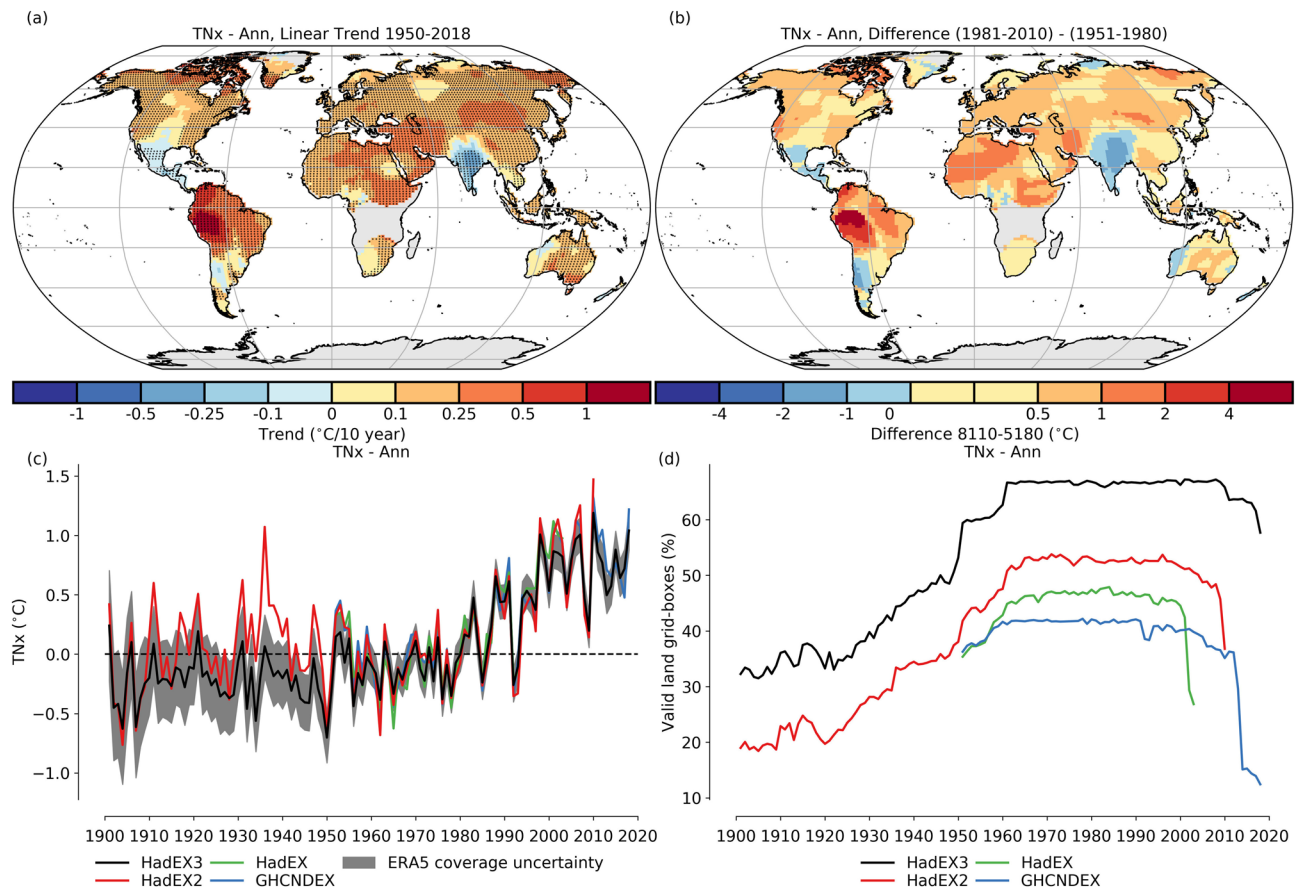 (a)
TNx - Ann, Linear Trend 1950-2018
(b)
TNx - Ann, Difference (1981-2010) - (1951-1980)
-1 -0.5 -0.25 -0.1 0 0.1 0.25 0.5 1
Trend (°C/10 year)
-4 -2 -1 0 0.5 1 2 4
Difference 8110-5180 (°C)
(c)
TNx - Ann
1.5
1.0
0.5
0.0
−0.5
−1.0
TNx (°C)
1900 1910 1920 1930 1940 1950 1960 1970 1980 1990 2000 2010 2020
HadEX3 HadEX ERA5 coverage uncertainty
HadEX2 GHCNDEX
(d)
TNx - Ann
60
50
40
30
20
10
Valid land grid-boxes (%)
1900 1910 1920 1930 1940 1950 1960 1970 1980 1990 2000 2010 2020
HadEX3 HadEX
HadEX2 GHCNDEX